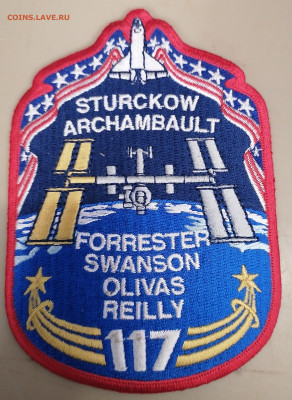 COINS.LAVE.RU
STURCKOW
ARCHAMBAULT
FORRESTER
SWANSON
OLIVAS
REILLY
117